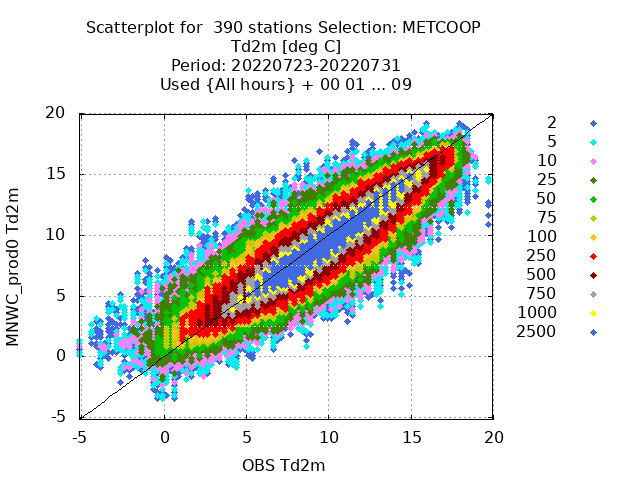 Scatterplot for  390 stations Selection: METCOOP
Td2m [deg C]
Period: 20220723-20220731
Used {All hours} + 00 01 ... 09
MNWC_prod0 Td2m
20
15
10
5
0
-5
-5 0 5 10 15 20
OBS Td2m
2
5
10
25
50
75
100
250
500
750
1000
2500